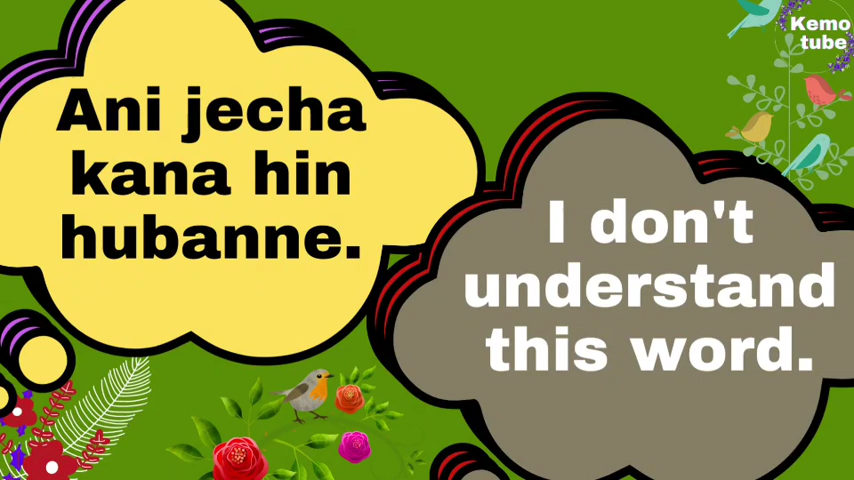 Ani jecha
kana hin
hubanne.
I don't
understand
this word.
Kemo
tube